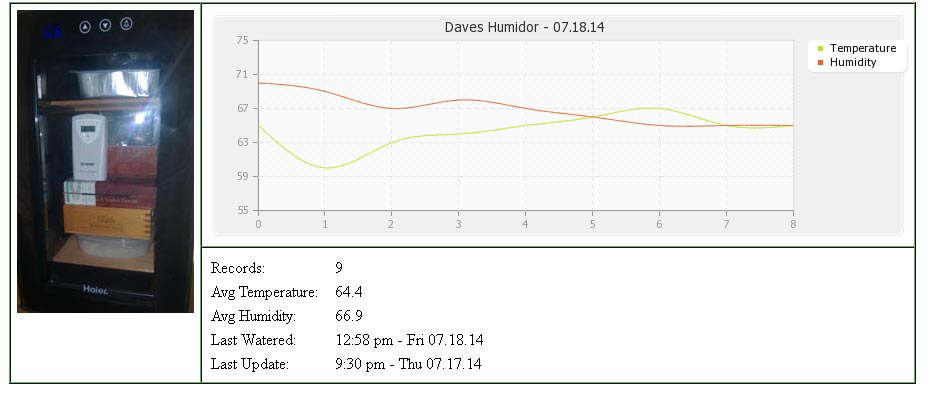 Haier
Daves Humidor - 07.18.14
75
71
67
63
59
55
0 1 2 3 4 5 6 7 8
Temperature
Humidity
Records: 9
Avg Temperature: 64.4
Avg Humidity: 66.9
Last Watered: 12:58 pm - Fri 07.18.14
Last Update: 9:30 pm - Thu 07.17.14